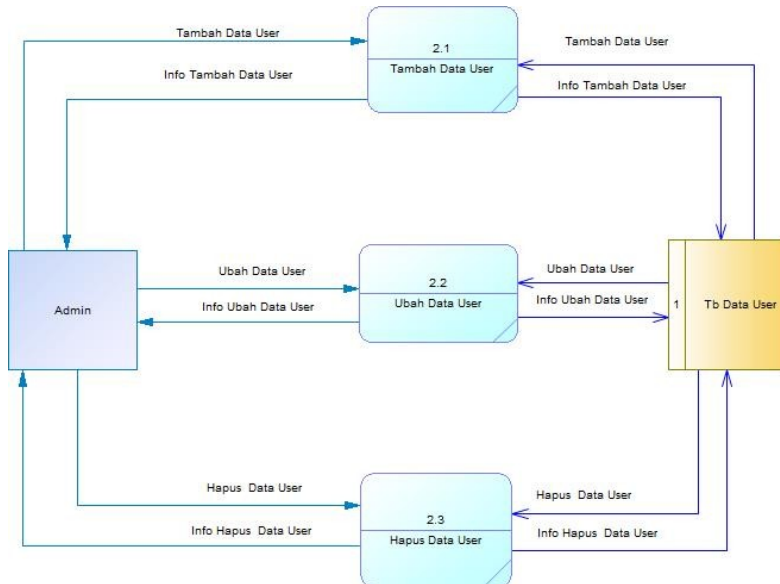 Tambah Data User
2.1
Tambah Data User
Tambah Data User
Info Tambah Data User
Info Tambah Data User
Admin
Ubah Data User
Info Ubah Data User
2.2
Ubah Data User
Ubah Data User
Info Ubah Data User
1
Tb Data User
Hapus Data User
Info Hapus Data User
2.3
Hapus Data User
Hapus Data User
Info Hapus Data User